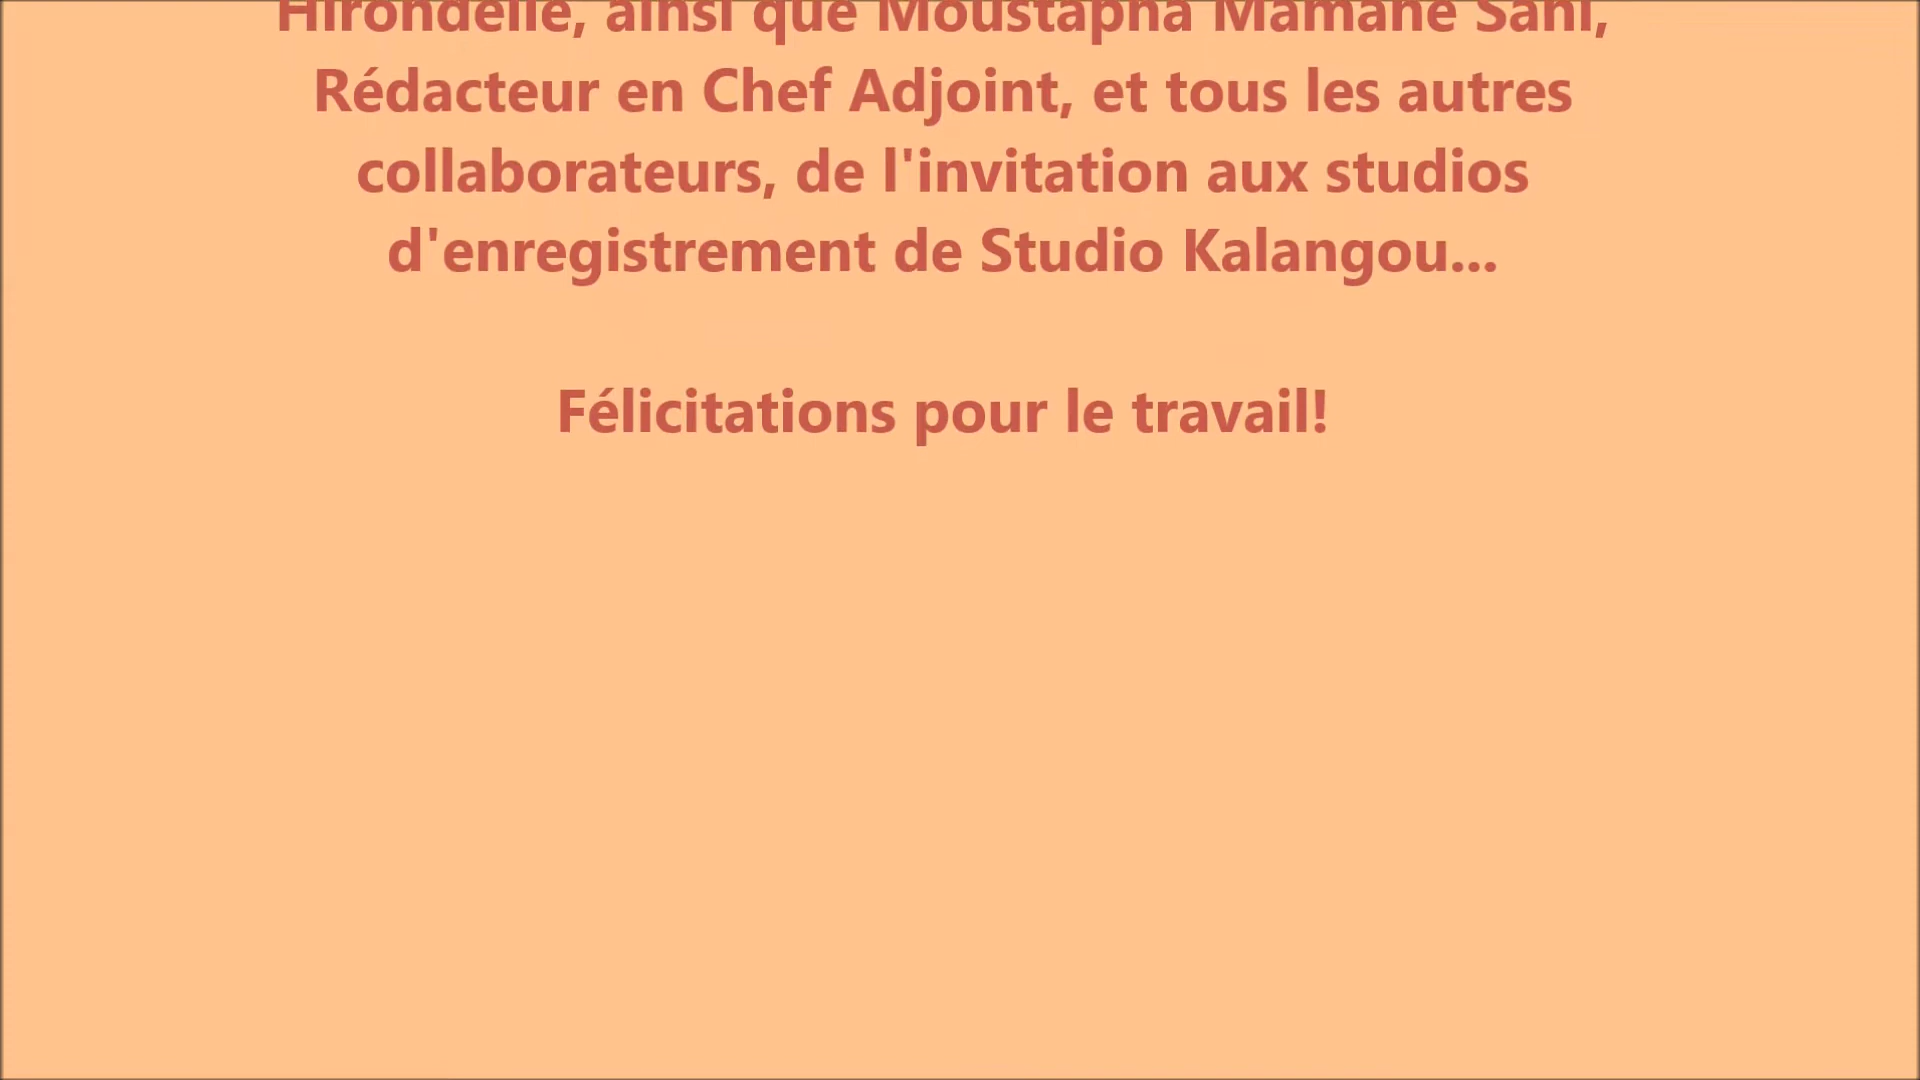 Hirondelle, ainsi que Moustapha Mamane Sani,
Rédacteur en Chef Adjoint, et tous les autres
collaborateurs, de l'invitation aux studios
d'enregistrement de Studio Kalangou...
Félicitations pour le travail!